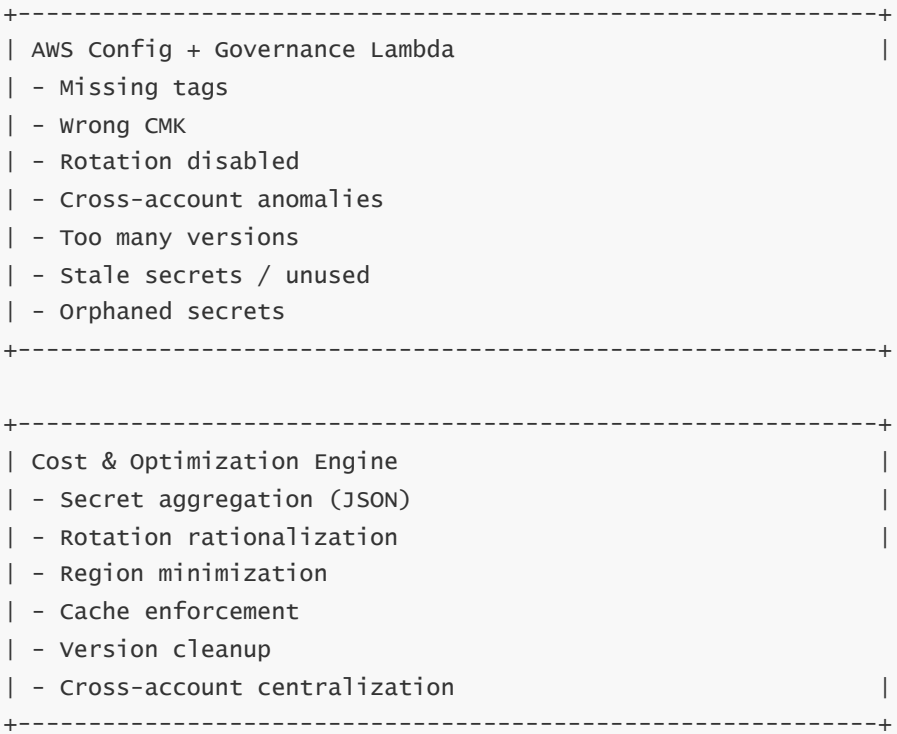 +------------------------------------------------------------+
| AWS Config + Governance Lambda                              |
| - Missing tags
| - Wrong CMK
| - Rotation disabled
| - Cross-account anomalies
| - Too many versions
| - Stale secrets / unused
| - Orphaned secrets
+------------------------------------------------------------+
+------------------------------------------------------------+
| Cost & Optimization Engine                                  |
| - Secret aggregation (JSON)                                 |
| - Rotation rationalization                                  |
| - Region minimization
| - Cache enforcement
| - Version cleanup
| - Cross-account centralization                              |
+------------------------------------------------------------+